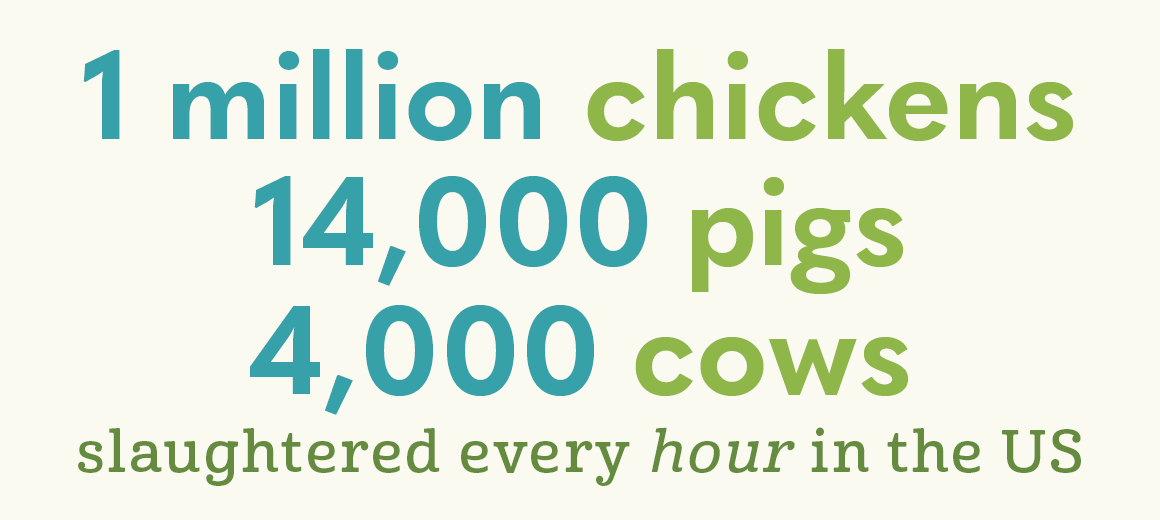 1 million chickens
14,000 pigs
4,000 cows
slaughtered every hour in the US